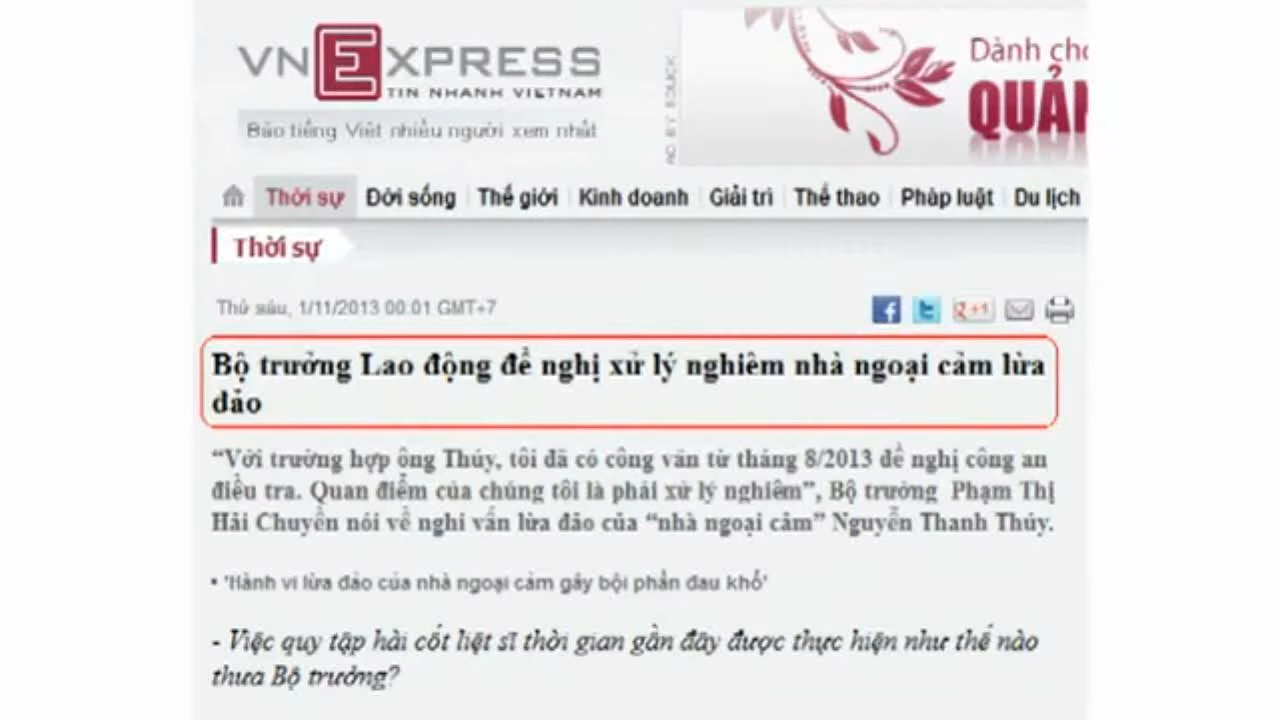 VNEXPRESS
TIN NHANH VIETNAM
Báo tiếng Việt nhiều người xem nhất
AD BY ECLICK
Dành cho
QUẢN
Thời sự Đời sống Thế giới Kinh doanh Giải trí Thể thao Pháp luật Du lịch
Thời sự
Thứ sáu, 1/11/2013 00:01 GMT+7
f t g +1
Bộ trưởng Lao động đề nghị xử lý nghiêm nhà ngoại cảm lừa
đảo
“Với trường hợp ông Thúy, tôi đã có công văn từ tháng 8/2013 đề nghị công an
điều tra. Quan điểm của chúng tôi là phải xử lý nghiêm”, Bộ trưởng Phạm Thị
Hải Chuyền nói về nghi vấn lừa đảo của “nhà ngoại cảm” Nguyễn Thanh Thúy.
• 'Hành vi lừa đảo của nhà ngoại cảm gây bội phần đau khổ'
- Việc quy tập hài cốt liệt sĩ thời gian gần đây được thực hiện như thế nào
thưa Bộ trưởng?